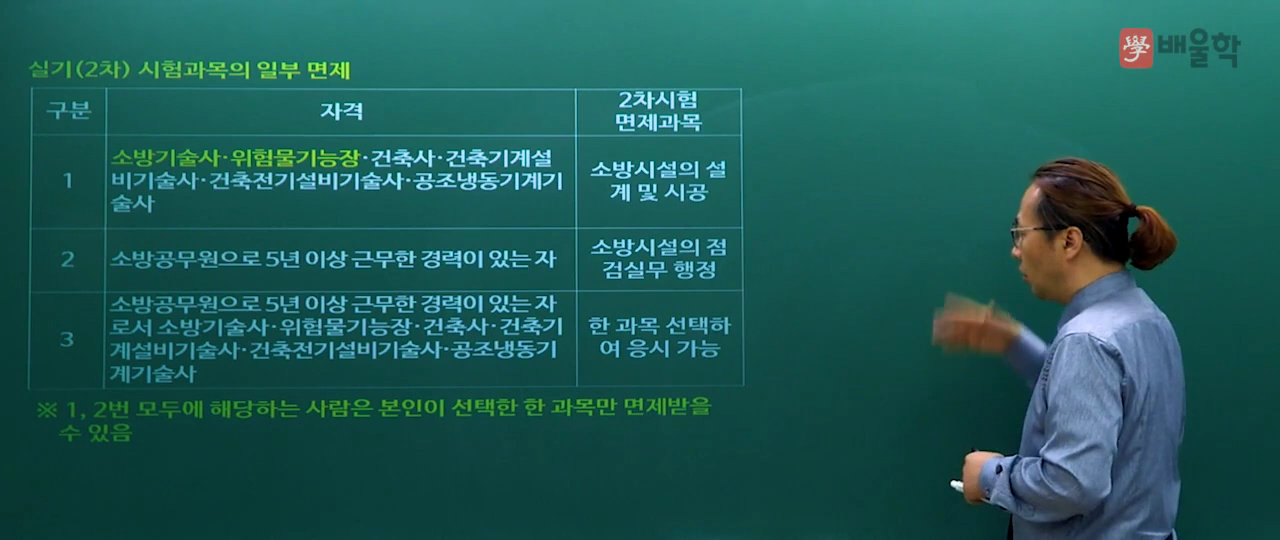 學 배울학
실기(2차) 시험과목의 일부 면제
구분 자격 2차시험
면제과목
1 소방기술사·위험물기능장·건축사·건축기계설
비기술사·건축전기설비기술사·공조냉동기계기
술사
소방시설의 설
계 및 시공
2 소방공무원으로 5년 이상 근무한 경력이 있는 자
소방시설의 점
검실무 행정
3 소방공무원으로 5년 이상 근무한 경력이 있는 자
로서 소방기술사·위험물기능장·건축사·건축기
계설비기술사·건축전기설비기술사·공조냉동기
계기술사
한 과목 선택하
여 응시 가능
※ 1, 2번 모두에 해당하는 사람은 본인이 선택한 한 과목만 면제받을
수 있음